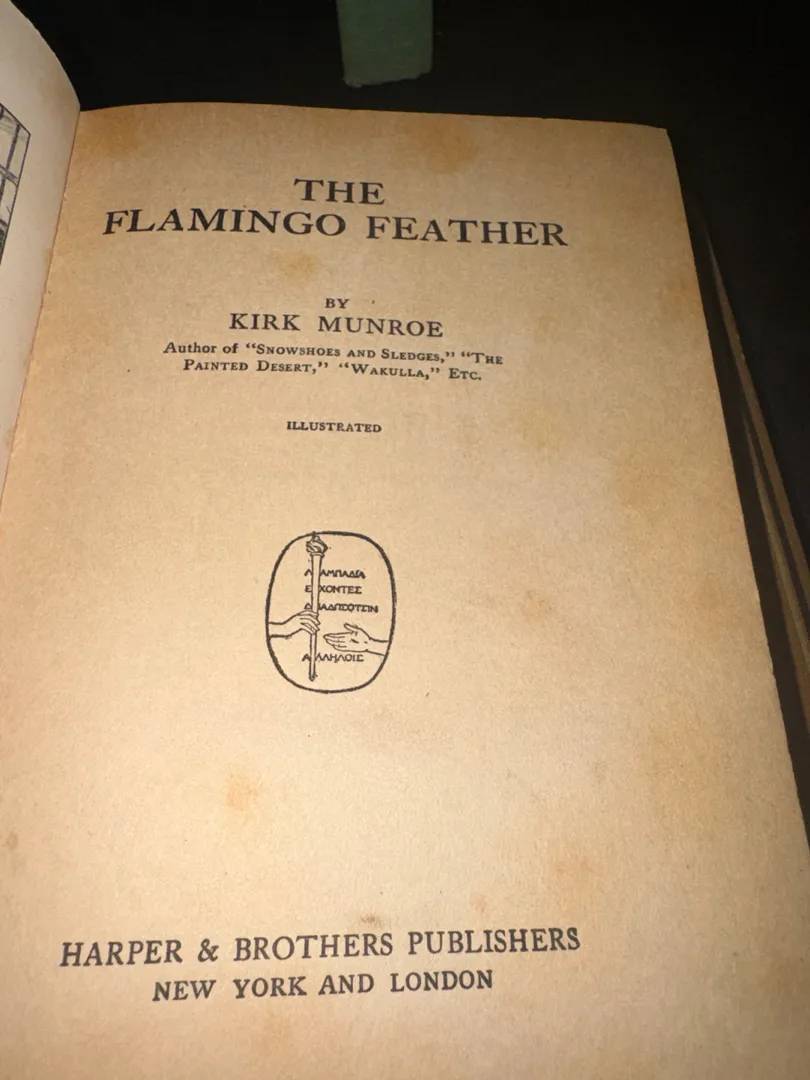 THE
FLAMINGO FEATHER
BY
KIRK MUNROE
Author of "Snowshoes and Sledges," "The
Painted Desert," "Wakulla," Etc.
ILLUSTRATED
ΛΑΜΠΑΔΙΑ
ΕΧΟΝΤΕΣ
ΔΙΑΔΩΣΟΥΣΙΝ
ΑΛΛΗΛΟΙΣ
HARPER & BROTHERS PUBLISHERS
NEW YORK AND LONDON